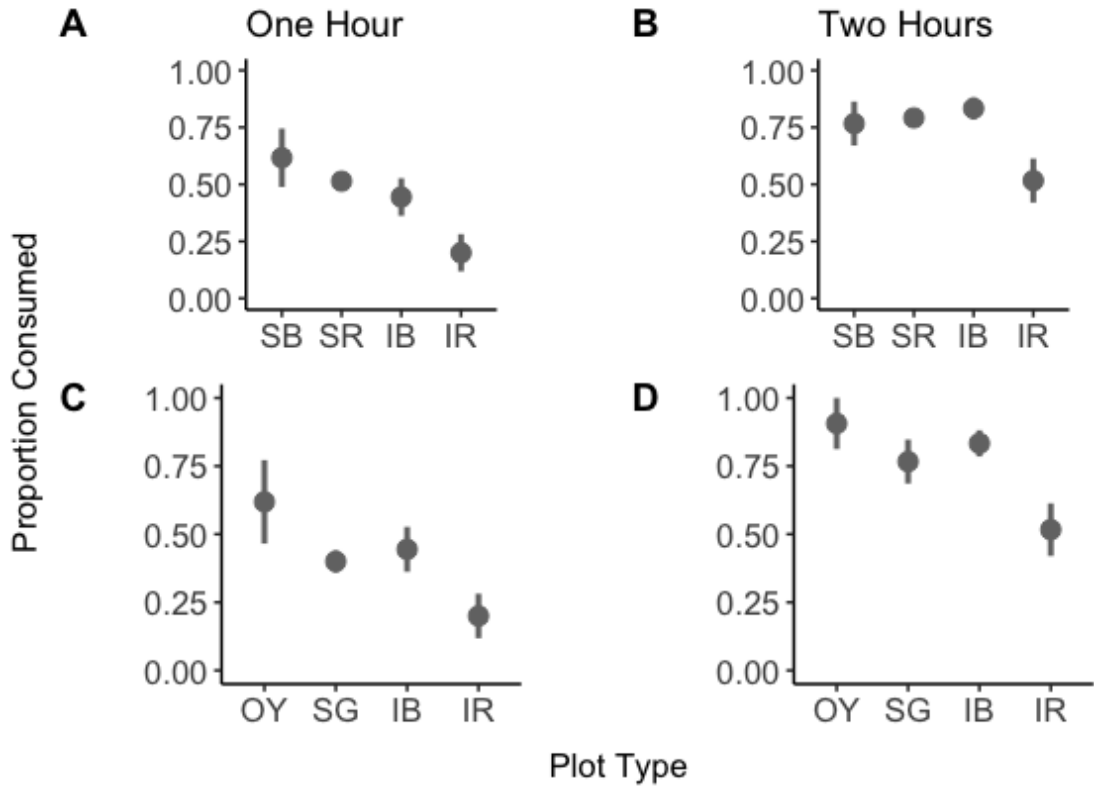 A One Hour
B Two Hours
Proportion Consumed
1.00
0.75
0.50
0.25
0.00
SB SR IB IR
1.00
0.75
0.50
0.25
0.00
SB SR IB IR
C
1.00
0.75
0.50
0.25
0.00
OY SG IB IR
D
1.00
0.75
0.50
0.25
0.00
OY SG IB IR
Plot Type